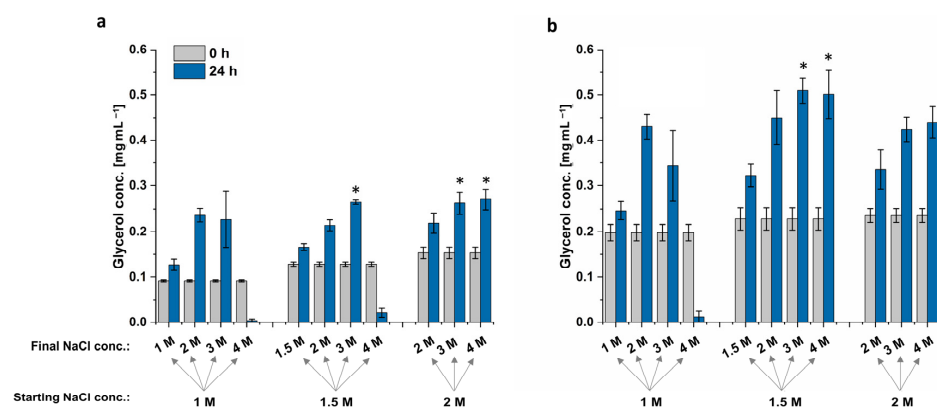 a
b
0 h
24 h
Glycerol conc. [mg mL⁻¹]
0.6
0.5
0.4
0.3
0.2
0.1
0.0
* * *
Final NaCl conc.: 1 M 2 M 3 M 4 M 1.5 M 2 M 3 M 4 M 2 M 3 M 4 M
Starting NaCl conc.: 1 M 1.5 M 2 M
Glycerol conc. [mg mL⁻¹]
0.6
0.5
0.4
0.3
0.2
0.1
0.0
* *
1 M 2 M 3 M 4 M 1.5 M 2 M 3 M 4 M 2 M 3 M 4 M
1 M 1.5 M 2 M